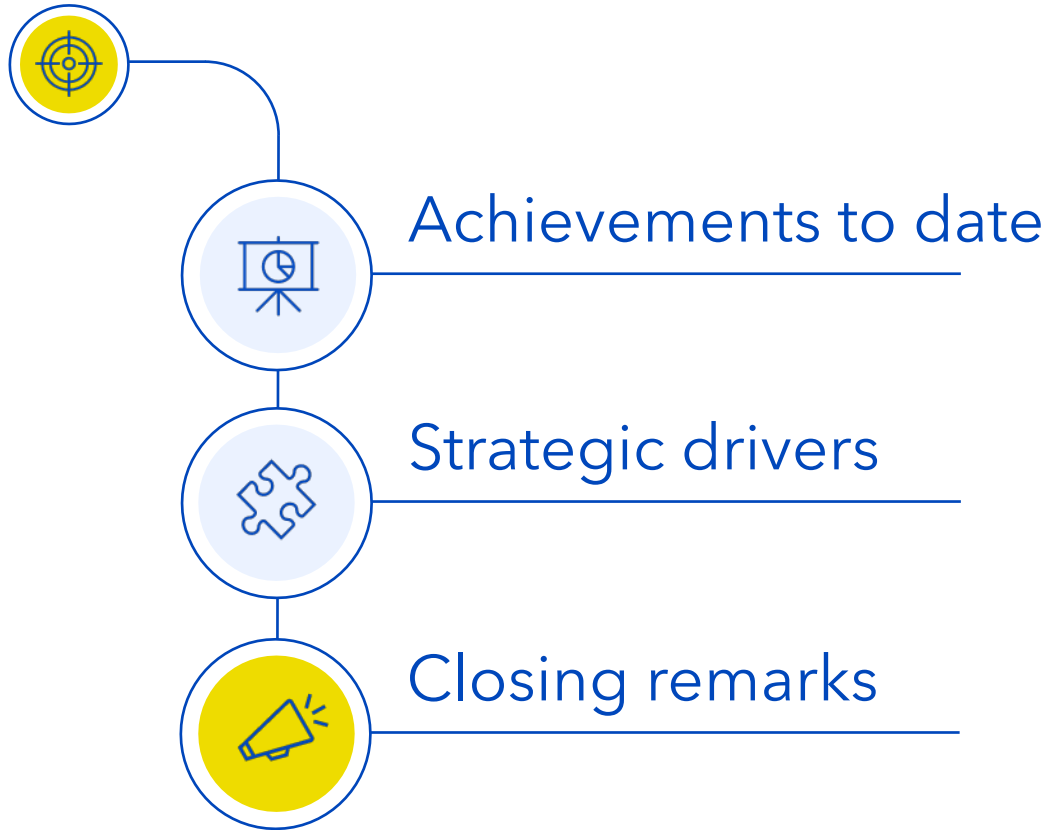 Achievements to date
Strategic drivers
Closing remarks